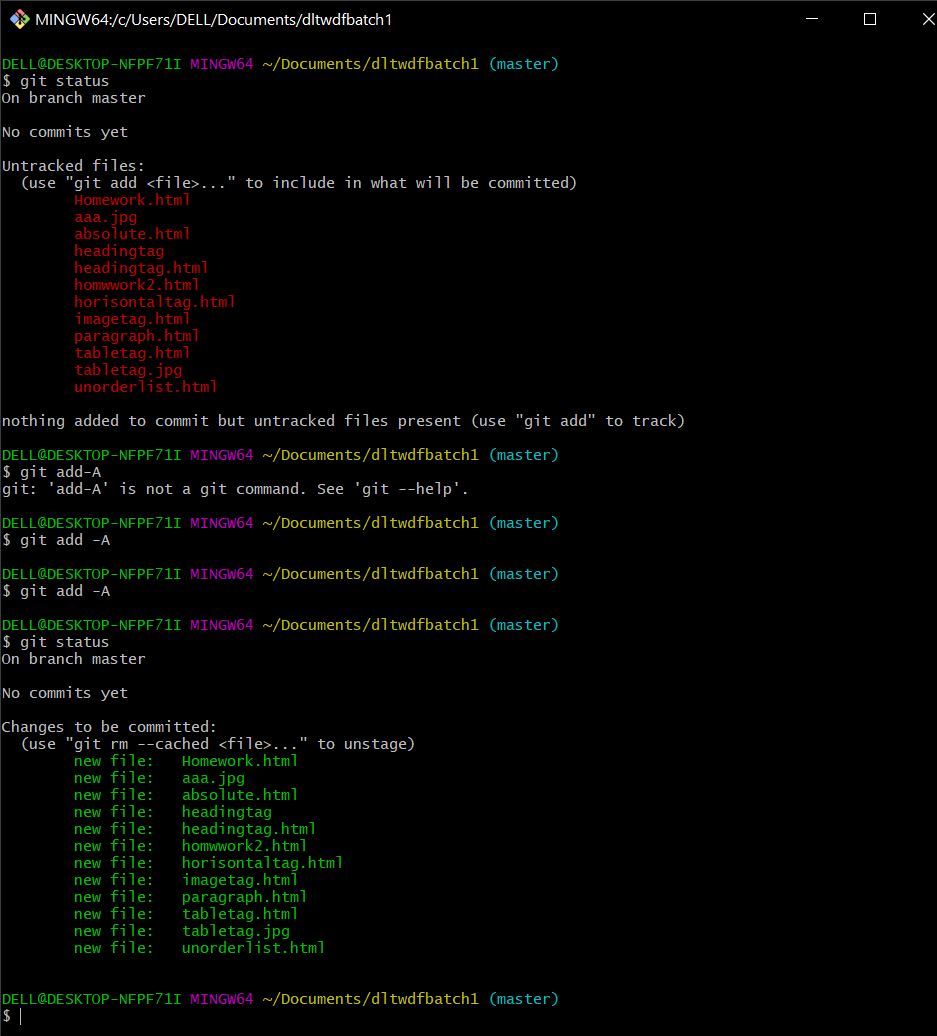 MINGW64:/c/Users/DELL/Documents/dltwdfbatch1
DELL@DESKTOP-NFPF71I MINGW64 ~/Documents/dltwdfbatch1 (master)
$ git status
On branch master
No commits yet
Untracked files:
(use "git add <file>..." to include in what will be committed)
Homework.html
aaa.jpg
absolute.html
headingtag
headingtag.html
homwwork2.html
horisontaltag.html
imagetag.html
paragraph.html
tabletag.html
tabletag.jpg
unorderlist.html
nothing added to commit but untracked files present (use "git add" to track)
DELL@DESKTOP-NFPF71I MINGW64 ~/Documents/dltwdfbatch1 (master)
$ git add-A
git: 'add-A' is not a git command. See 'git --help'.
DELL@DESKTOP-NFPF71I MINGW64 ~/Documents/dltwdfbatch1 (master)
$ git add -A
DELL@DESKTOP-NFPF71I MINGW64 ~/Documents/dltwdfbatch1 (master)
$ git add -A
DELL@DESKTOP-NFPF71I MINGW64 ~/Documents/dltwdfbatch1 (master)
$ git status
On branch master
No commits yet
Changes to be committed:
(use "git rm --cached <file>..." to unstage)
new file:   Homework.html
new file:   aaa.jpg
new file:   absolute.html
new file:   headingtag
new file:   headingtag.html
new file:   homwwork2.html
new file:   horisontaltag.html
new file:   imagetag.html
new file:   paragraph.html
new file:   tabletag.html
new file:   tabletag.jpg
new file:   unorderlist.html
DELL@DESKTOP-NFPF71I MINGW64 ~/Documents/dltwdfbatch1 (master)
$